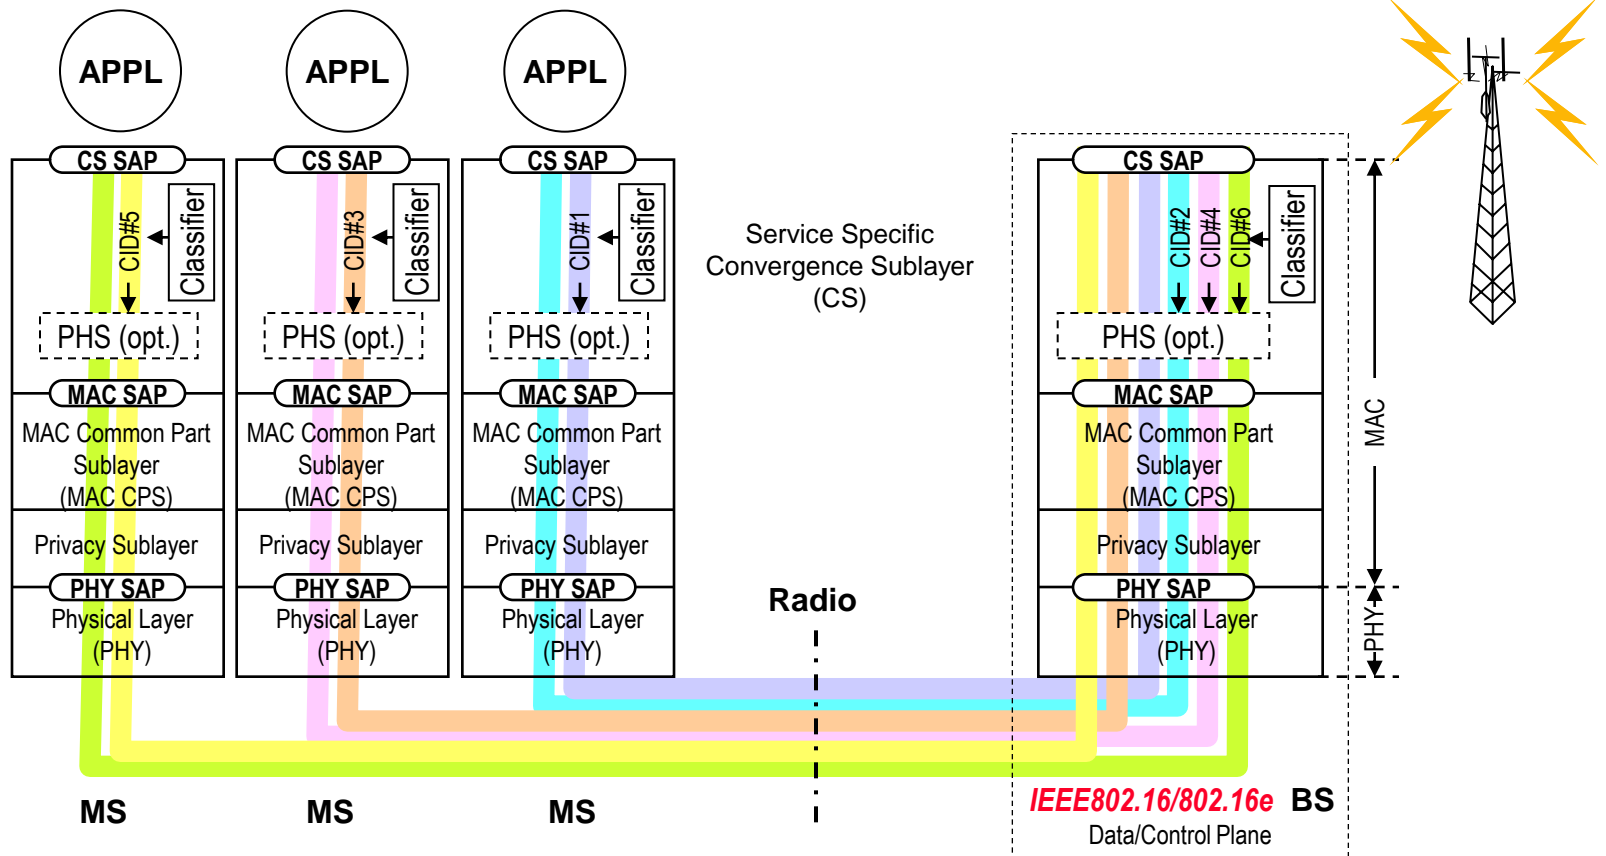 APPL
APPL
APPL
CS SAP
CS SAP
CS SAP
CS SAP
CID#5
Classifier
CID#3
Classifier
CID#1
Classifier
Service Specific
Convergence Sublayer
(CS)
CID#2
CID#4
CID#6
Classifier
PHS (opt.)
PHS (opt.)
PHS (opt.)
PHS (opt.)
MAC SAP
MAC SAP
MAC SAP
MAC SAP
MAC
MAC Common Part
Sublayer
(MAC CPS)
MAC Common Part
Sublayer
(MAC CPS)
MAC Common Part
Sublayer
(MAC CPS)
MAC Common Part
Sublayer
(MAC CPS)
Privacy Sublayer
Privacy Sublayer
Privacy Sublayer
Privacy Sublayer
PHY SAP
PHY SAP
PHY SAP
PHY SAP
Physical Layer
(PHY)
Physical Layer
(PHY)
Physical Layer
(PHY)
Radio
Physical Layer
(PHY)
PHY
MS
MS
MS
IEEE802.16/802.16e BS
Data/Control Plane